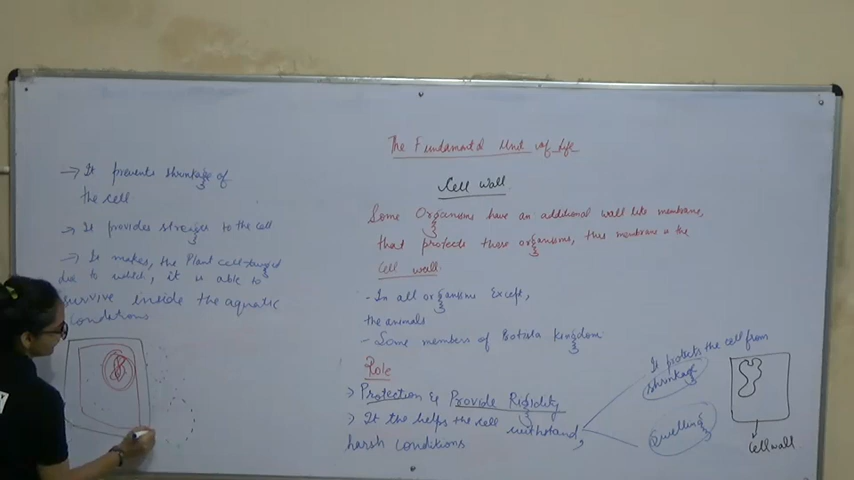 The Fundamental Unit of Life
Cell wall
Some Organisms have an additional wall like membrane,
that protects these organisms, this membrane is the
Cell wall.
- In all organisms Except,
the animals
- Some members of Kingdom.
Role
> Protection & Provide Rigidity
> It the helps the cell withstand,
harsh conditions
It protects the cell from
shrinkage
Swelling
Cell wall
→ It prevents shrinkage of
the cell
→ It provides to the cell
→ It makes, the Plant cell
due to which, it is able to
survive inside the aquatic
conditions